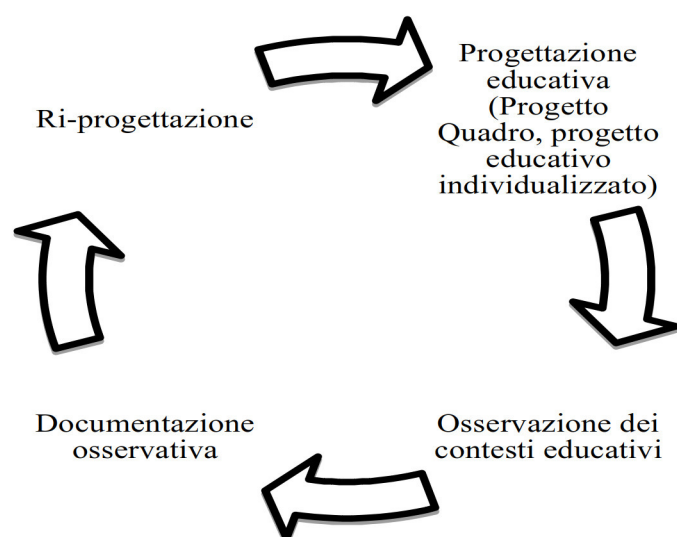 Ri-progettazione
Progettazione
educativa
(Progetto
Quadro, progetto
educativo
individualizzato)
Osservazione dei
contesti educativi
Documentazione
osservativa